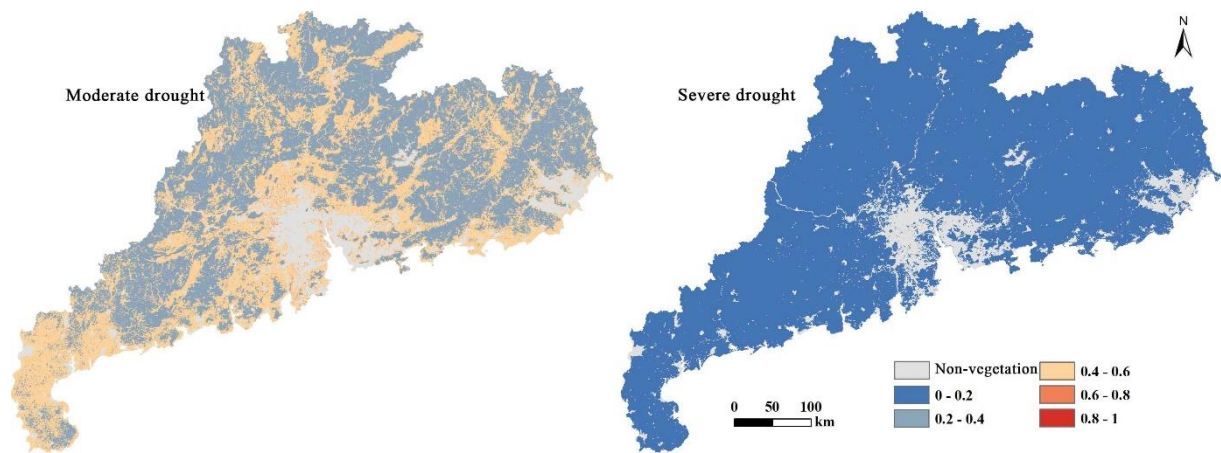 Moderate drought
Severe drought
N
Non-vegetation
0 - 0.2
0.2 - 0.4
0.4 - 0.6
0.6 - 0.8
0.8 - 1
0 50 100
km